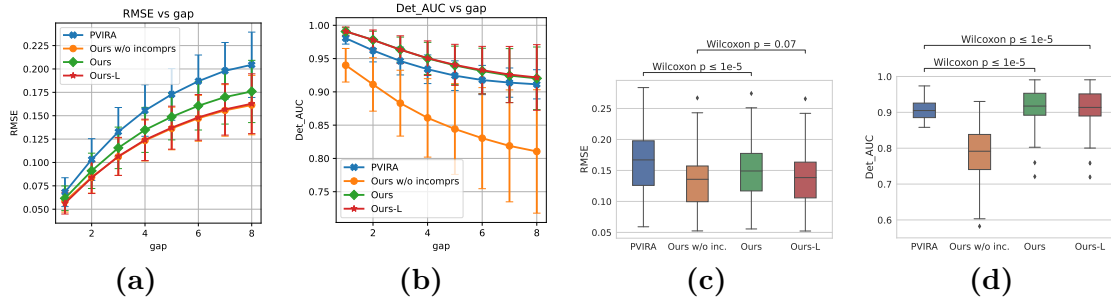 RMSE vs gap
PVIRA
Ours w/o incomprs
Ours
Ours-L
0.225
0.200
0.175
0.150
0.125
0.100
0.075
0.050
RMSE
2
4
6
8
gap
(a)
Det_AUC vs gap
1.00
0.95
0.90
0.85
0.80
0.75
Det_AUC
PVIRA
Ours w/o incomprs
Ours
Ours-L
1
2
3
4
5
6
7
8
gap
(b)
Wilcoxon p = 0.07
Wilcoxon p ≤ 1e-5
0.25
0.20
0.15
0.10
0.05
RMSE
PVIRA
Ours w/o inc.
Ours
Ours-L
(c)
Wilcoxon p ≤ 1e-5
Wilcoxon p ≤ 1e-5
1.0
0.9
0.8
0.7
0.6
Det_AUC
PVIRA
Ours w/o inc.
Ours
Ours-L
(d)